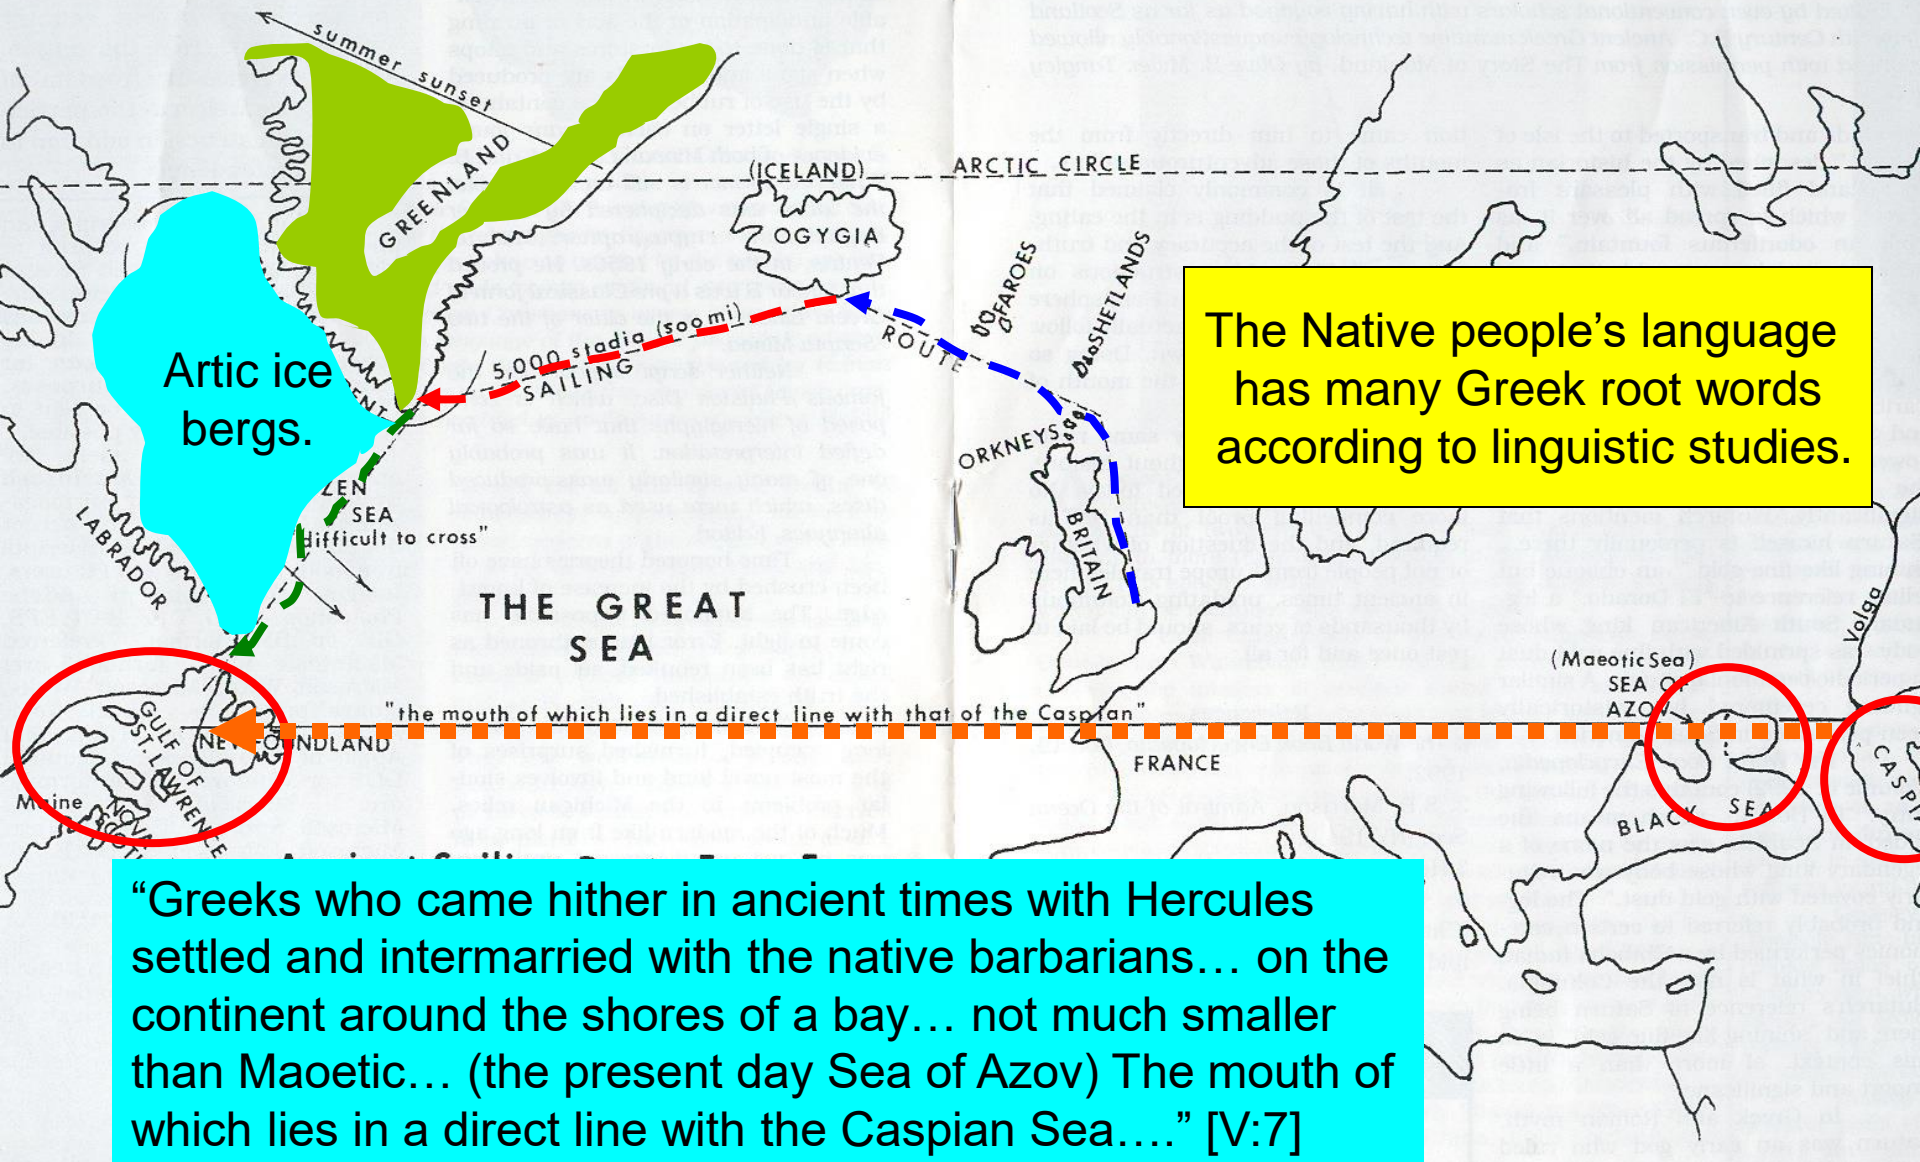 summer sunset
GREENLAND
(ICELAND)
ARCTIC CIRCLE
OGYGIA
FAROES
SHETLANDS
The Native people’s language
has many Greek root words
according to linguistic studies.
5,000 stadia (soo mi)
SAILING
ROUTE
Artic ice
bergs.
ENT
ORKNEYS
ZEN
SEA
difficult to cross"
LABRADOR
BRITAIN
THE GREAT
SEA
Volga
(Maeotic Sea)
SEA OF
AZOV
"the mouth of which lies in a direct line with that of the Caspian"
GULF OF
ST. LAWRENCE
NEWFOUNDLAND
FRANCE
CASPI
Maine
NOVA
SCOTI
BLACK SEA
“Greeks who came hither in ancient times with Hercules
settled and intermarried with the native barbarians… on the
continent around the shores of a bay… not much smaller
than Maoetic… (the present day Sea of Azov) The mouth of
which lies in a direct line with the Caspian Sea….” [V:7]